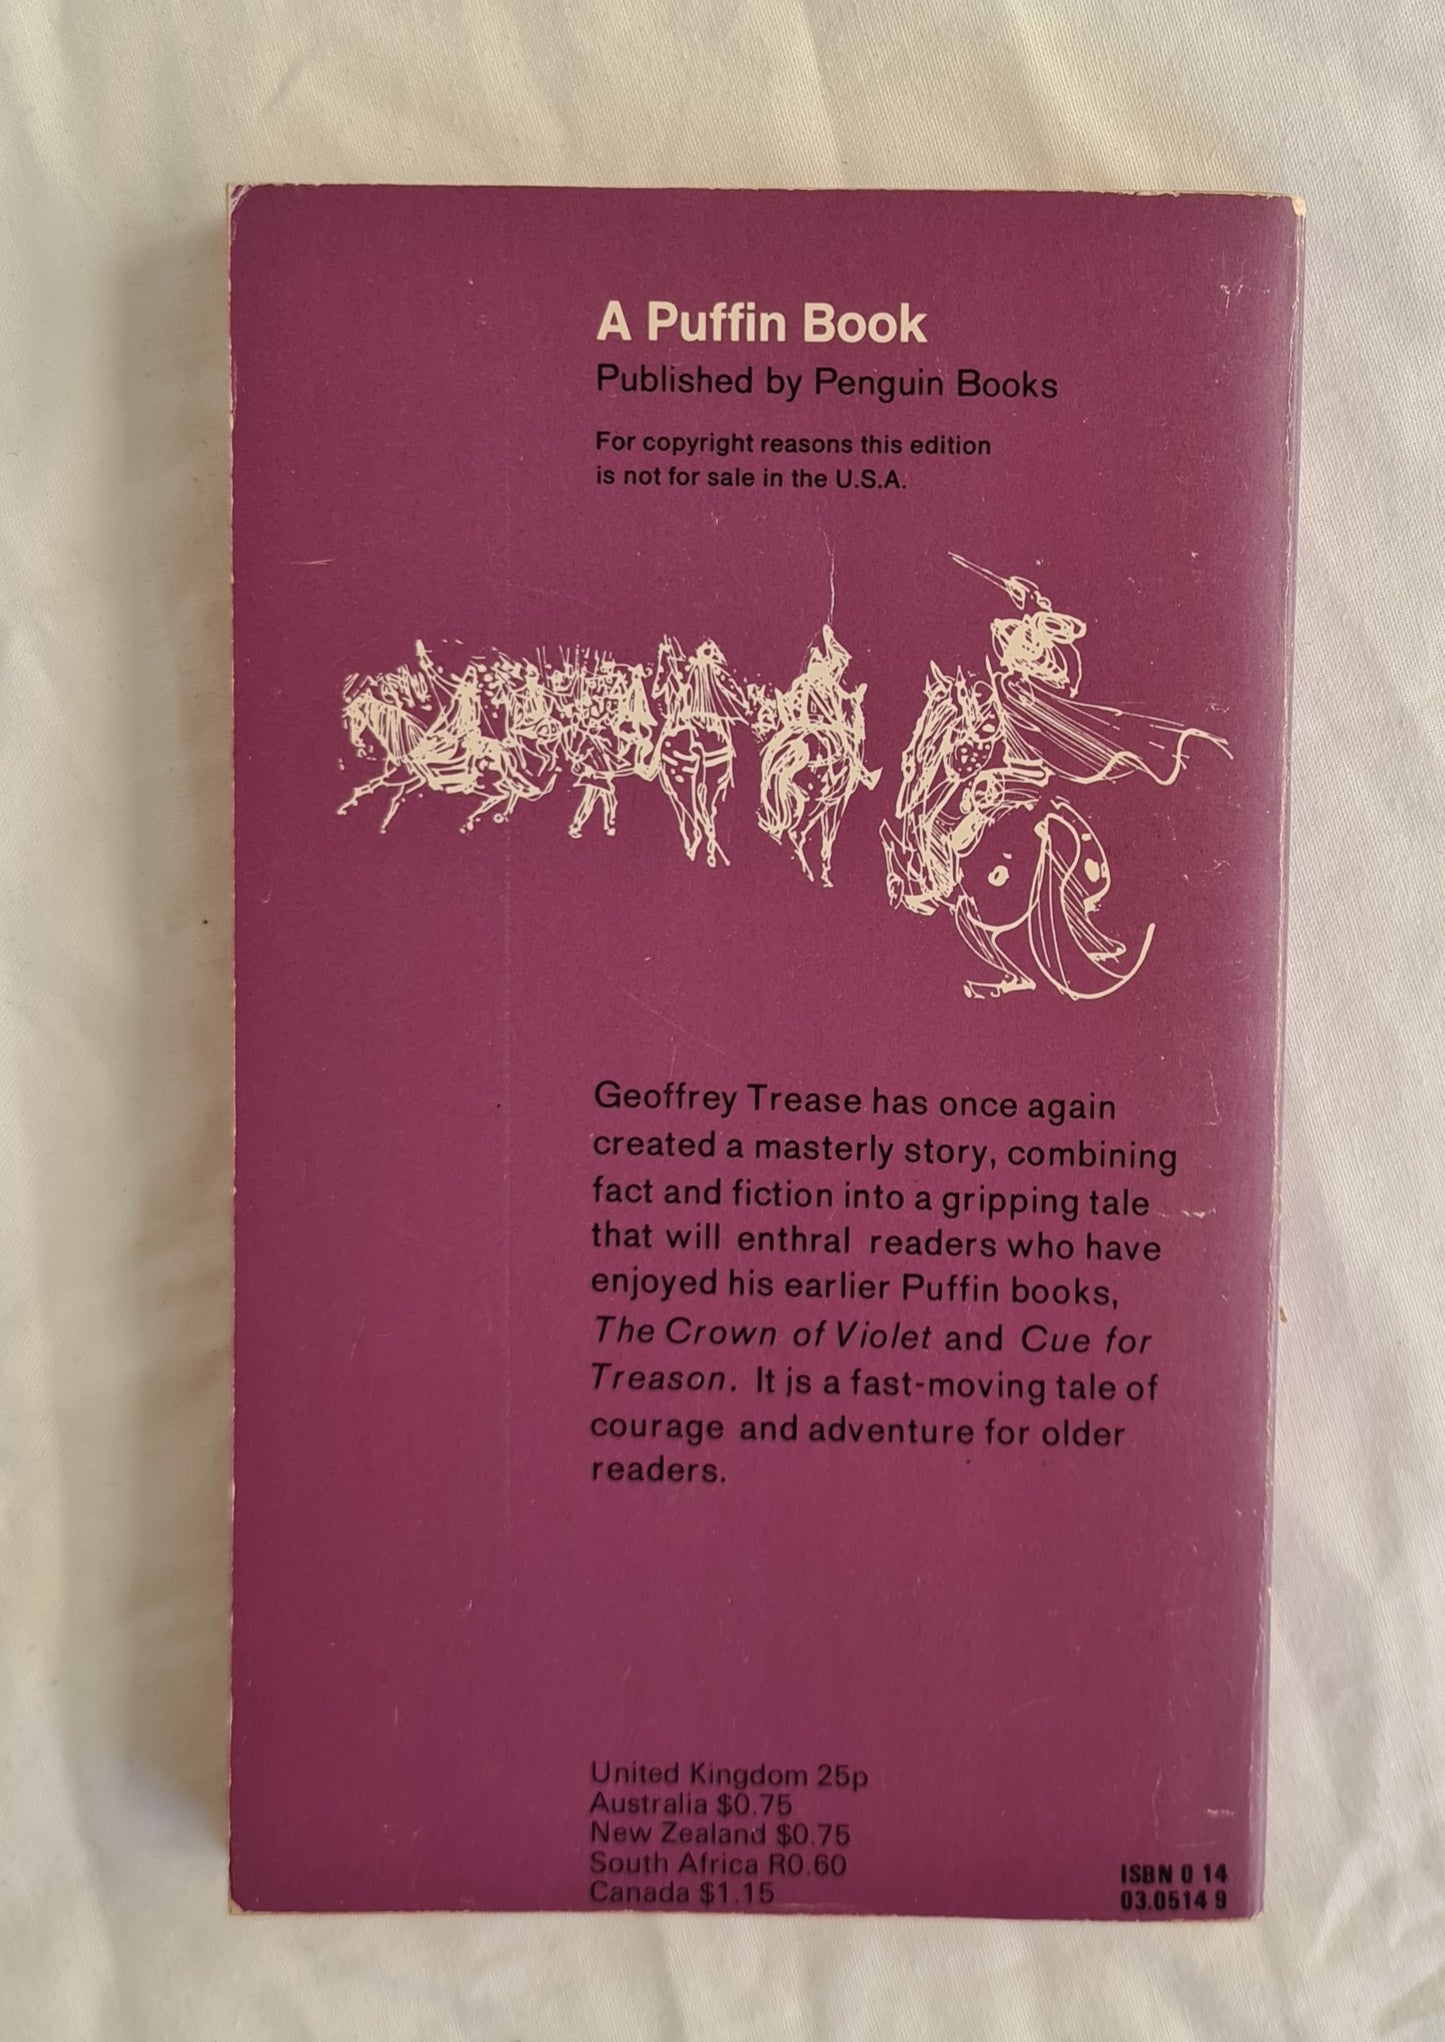 A Puffin Book
Published by Penguin Books
For copyright reasons this edition
is not for sale in the U.S.A.
Geoffrey Trease has once again
created a masterly story, combining
fact and fiction into a gripping tale
that will enthral readers who have
enjoyed his earlier Puffin books,
The Crown of Violet and Cue for
Treason. It is a fast-moving tale of
courage and adventure for older
readers.
United Kingdom 25p
Australia $0.75
New Zealand $0.75
South Africa R0.60
Canada $1.15
ISBN 0 14
03.0514 9